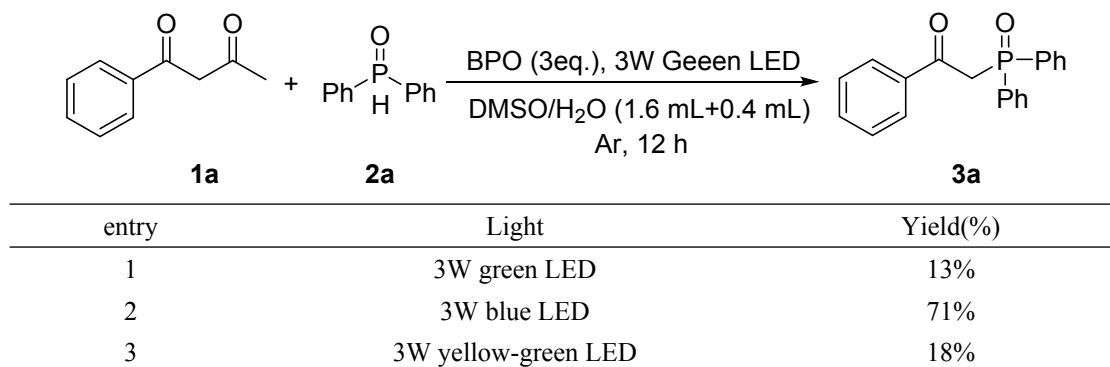 O O
O
P
Ph H Ph
+
BPO (3eq.), 3W Geeen LED
DMSO/H2O (1.6 mL+0.4 mL)
Ar, 12 h
O O
P Ph
Ph
1a 2a 3a
entry Light Yield(%)
1 3W green LED 13%
2 3W blue LED 71%
3 3W yellow-green LED 18%